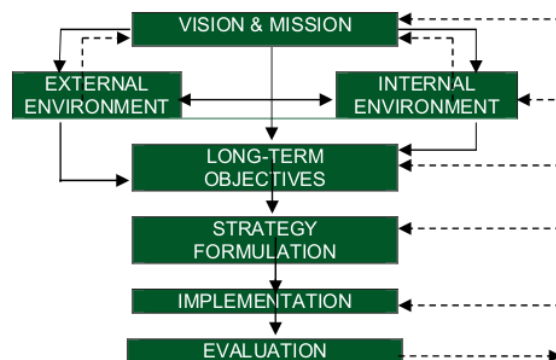 VISION & MISSION
EXTERNAL
ENVIRONMENT
INTERNAL
ENVIRONMENT
LONG-TERM
OBJECTIVES
STRATEGY
FORMULATION
IMPLEMENTATION
EVALUATION